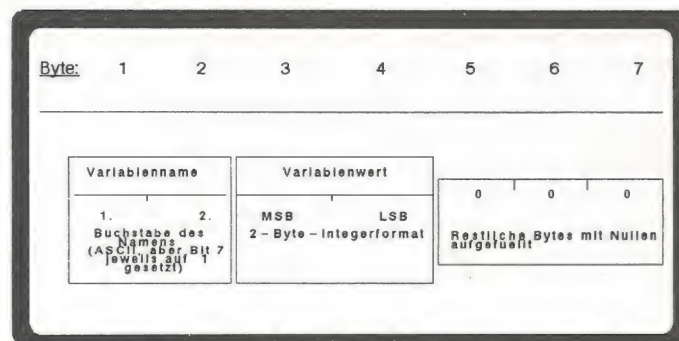 Byte: 1 2 3 4 5 6 7
Variablenname
1. 2.
Buchstabe des
Namens
(ASCII, aber Bit 7
jeweils auf 1
gesetzt)
Variablenwert
MSB LSB
2-Byte-Integerformat
0 0 0
Restliche Bytes mit Nullen
aufgefuellt